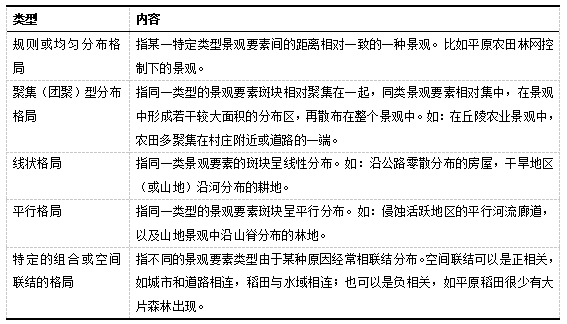 类型 内容
规则或均匀分布格局 指某一特定类型景观要素间的距离相对一致的一种景观。比如平原农田林网控
制下的景观。
聚集（团聚）型分布 指同一类型的景观要素斑块相对聚集在一起，同类景观要素相对集中，在景观
格局 中形成若干较大面积的分布区，再散布在整个景观中。如：在丘陵农业景观中，
农田多聚集在村庄附近或道路的一端。
线状格局 指同一类景观要素的斑块呈线性分布。如：沿公路零散分布的房屋，干旱地区
（或山地）沿河分布的耕地。
平行格局 指同一类型的景观要素斑块呈平行分布。如：侵蚀活跃地区的平行河流廊道，
以及山地景观中沿山脊分布的林地。
特定的组合或空间 指不同的景观要素类型由于某种原因经常相联结分布。空间联结可以是正相关，
联结的格局 如城市和道路相连，稻田与水域相连；也可以是负相关，如平原稻田很少有大
片森林出现。